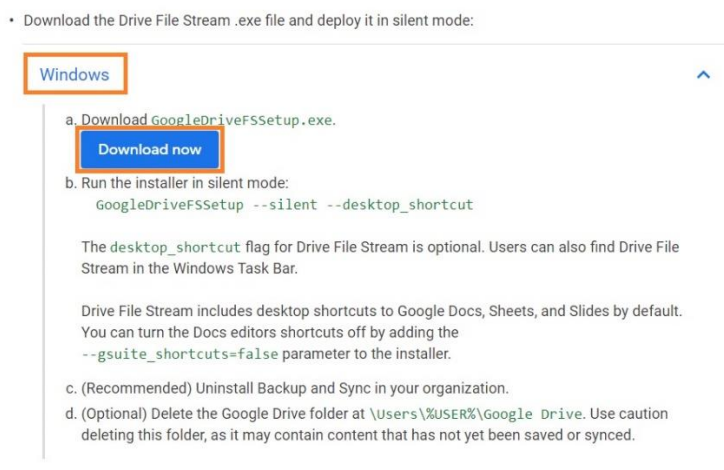 • Download the Drive File Stream .exe file and deploy it in silent mode:
Windows
a. Download GoogleDriveFSSetup.exe.
Download now
b. Run the installer in silent mode:
GoogleDriveFSSetup --silent --desktop_shortcut
The desktop_shortcut flag for Drive File Stream is optional. Users can also find Drive File
Stream in the Windows Task Bar.
Drive File Stream includes desktop shortcuts to Google Docs, Sheets, and Slides by default.
You can turn the Docs editors shortcuts off by adding the
--gsuite_shortcuts=false parameter to the installer.
c. (Recommended) Uninstall Backup and Sync in your organization.
d. (Optional) Delete the Google Drive folder at \Users\%USER%\Google Drive. Use caution
deleting this folder, as it may contain content that has not yet been saved or synced.